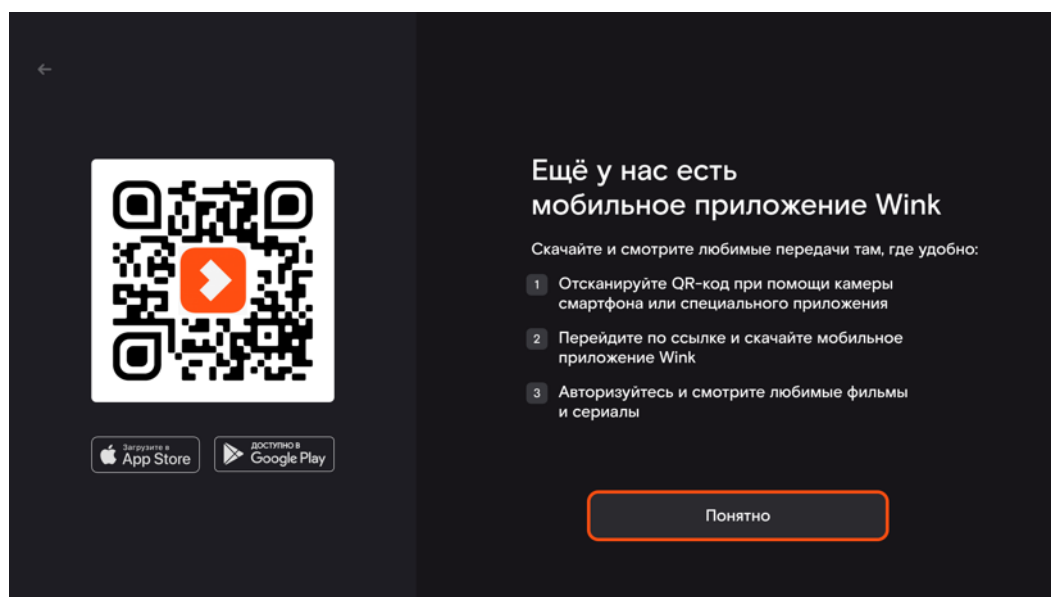 Загрузите в
App Store
ДОСТУПНО В
Google Play
Ещё у нас есть
мобильное приложение Wink
Скачайте и смотрите любимые передачи там, где удобно:
1 Отсканируйте QR-код при помощи камеры
смартфона или специального приложения
2 Перейдите по ссылке и скачайте мобильное
приложение Wink
3 Авторизуйтесь и смотрите любимые фильмы
и сериалы
Понятно